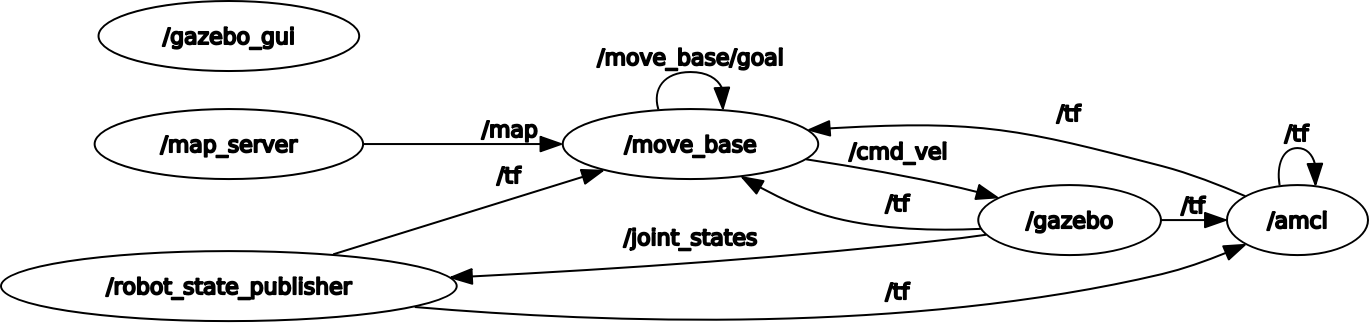 /gazebo_gui
/move_base/goal
/tf
/tf
/map
/map_server
/move_base
/cmd_vel
/tf
/tf
/tf
/gazebo
/amcl
/joint_states
/robot_state_publisher
/tf